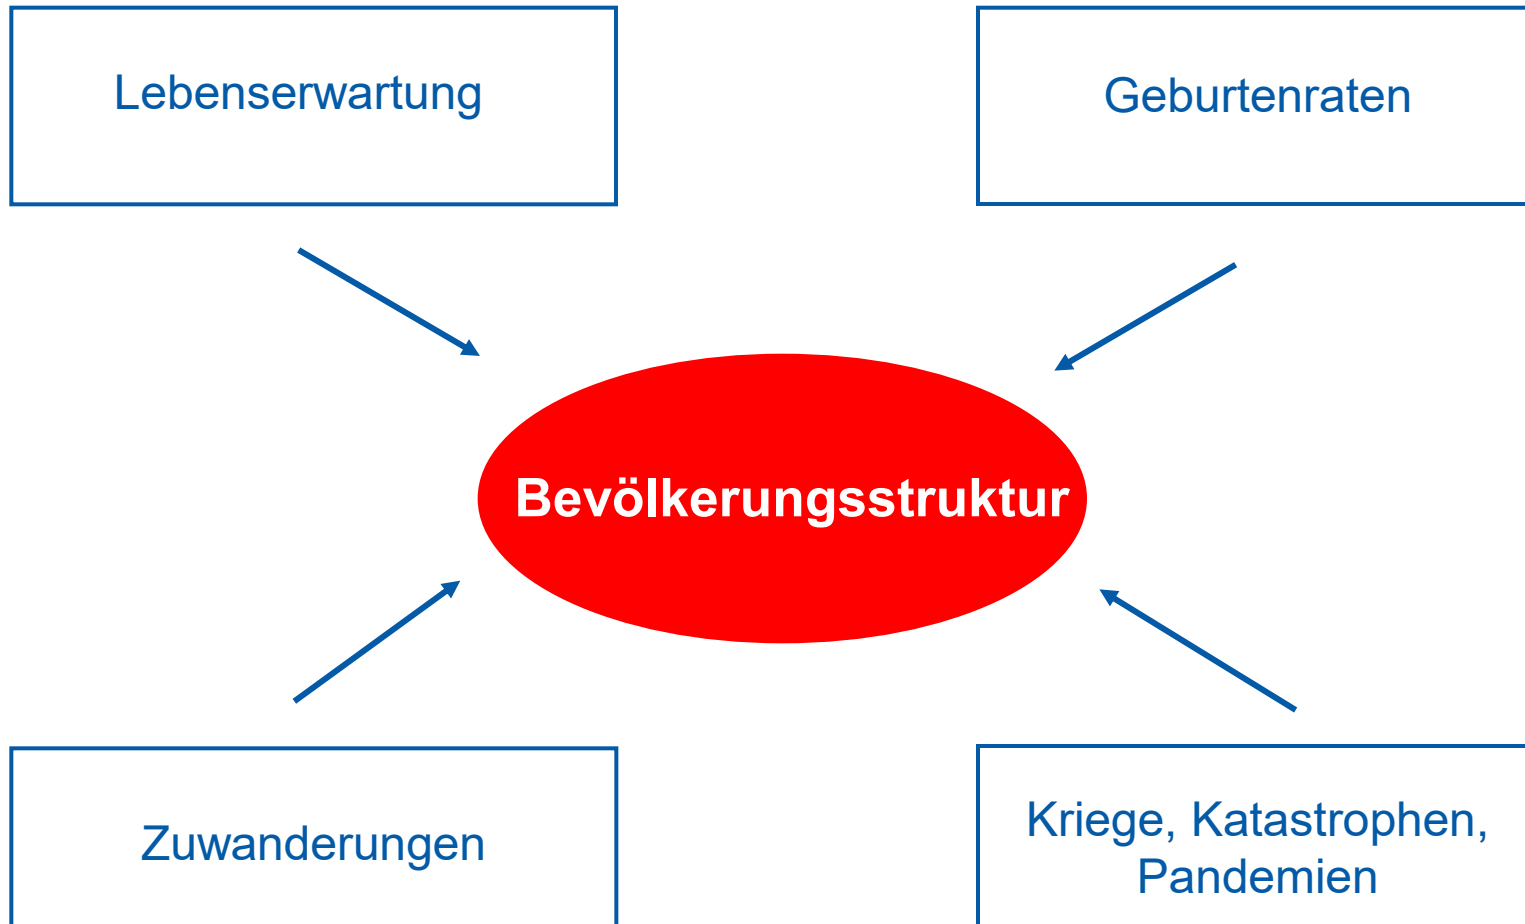 Lebenserwartung
Geburtenraten
Bevölkerungsstruktur
Zuwanderungen
Kriege, Katastrophen,
Pandemien